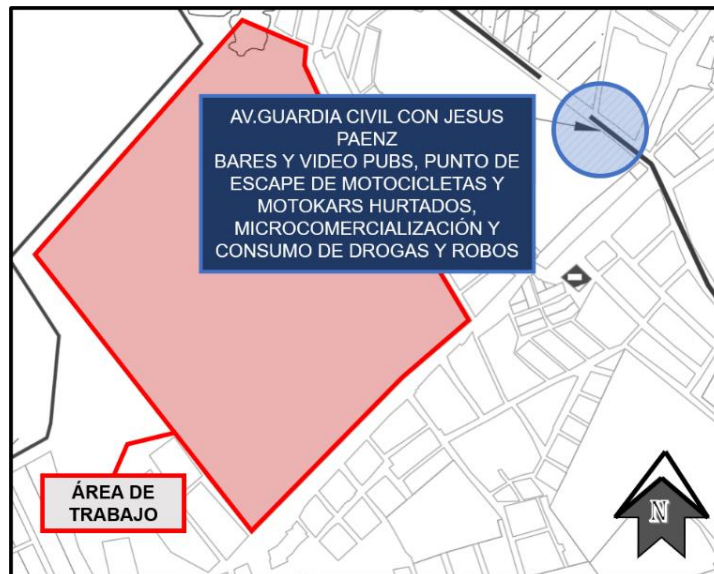 AV.GUARDIA CIVIL CON JESUS
PAENZ
BARES Y VIDEO PUBS, PUNTO DE
ESCAPE DE MOTOCICLETAS Y
MOTOKARS HURTADOS,
MICROCOMERCIALIZACIÓN Y
CONSUMO DE DROGAS Y ROBOS
ÁREA DE
TRABAJO
N